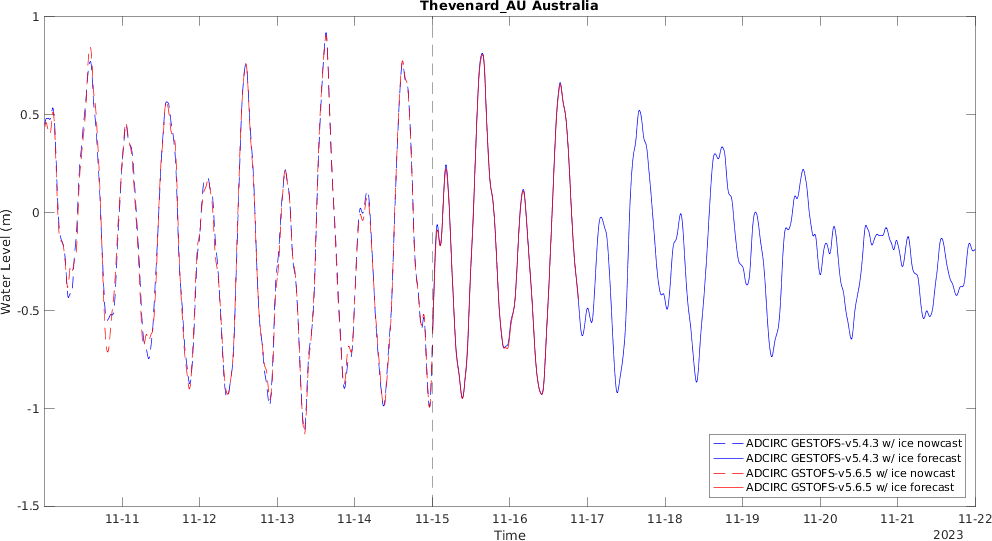 Thevenard_AU Australia
1
0.5
0
-0.5
-1
-1.5
Water Level (m)
11-11
11-12
11-13
11-14
11-15
11-16
11-17
11-18
11-19
11-20
11-21
11-22
Time
2023
ADCIRC GESTOFS-v5.4.3 w/ ice nowcast
ADCIRC GESTOFS-v5.4.3 w/ ice forecast
ADCIRC GSTOFS-v5.6.5 w/ ice nowcast
ADCIRC GSTOFS-v5.6.5 w/ ice forecast